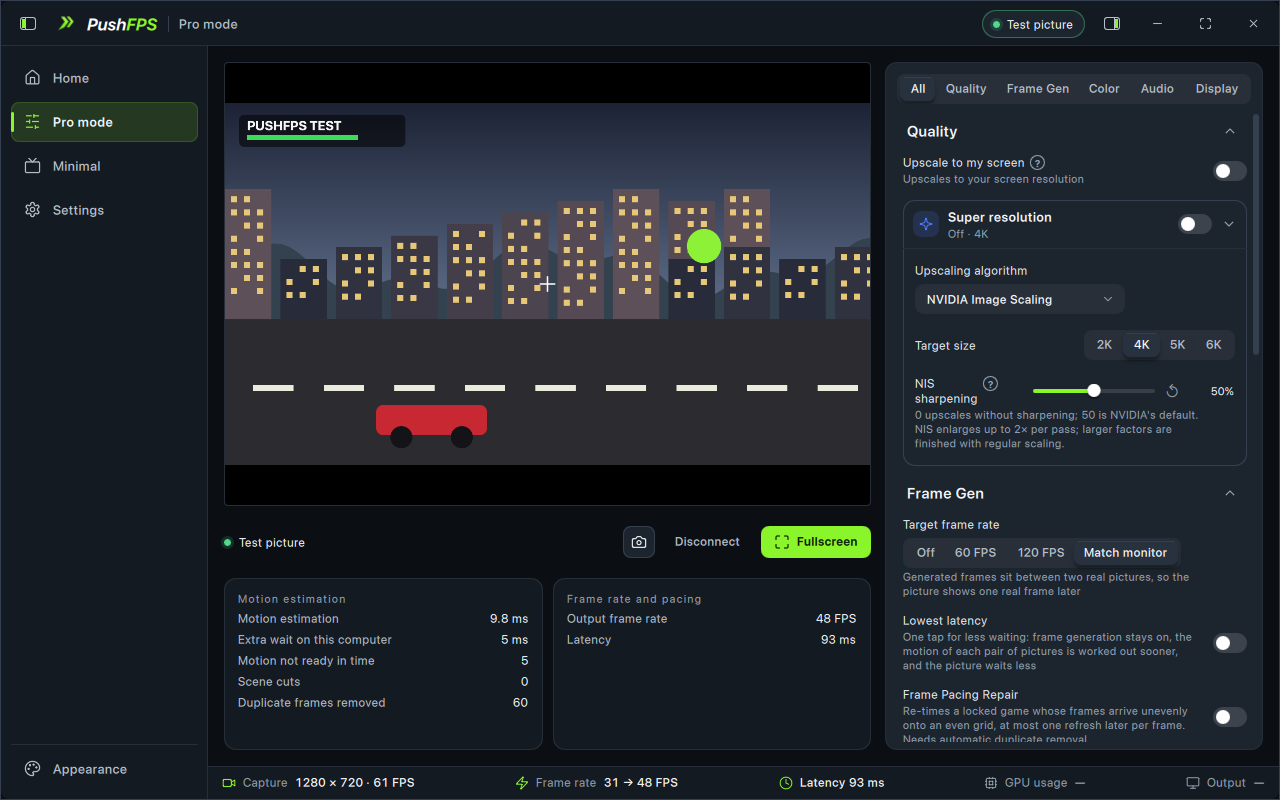 PushFPS
Pro mode
Test picture
Home
Pro mode
Minimal
Settings
Appearance
PUSHFPS TEST
Test picture
Disconnect
Fullscreen
Motion estimation
Motion estimation 9.8 ms
Extra wait on this computer 5 ms
Motion not ready in time 5
Scene cuts 0
Duplicate frames removed 60
Frame rate and pacing
Output frame rate 48 FPS
Latency 93 ms
All Quality Frame Gen Color Audio Display
Quality
Upscale to my screen ?
Upscales to your screen resolution
Super resolution
Off · 4K
Upscaling algorithm
NVIDIA Image Scaling
Target size 2K 4K 5K 6K
NIS ?
sharpening 50%
0 upscales without sharpening; 50 is NVIDIA's default.
NIS enlarges up to 2× per pass; larger factors are
finished with regular scaling.
Frame Gen
Target frame rate
Off 60 FPS 120 FPS Match monitor
Generated frames sit between two real pictures, so the
picture shows one real frame later
Lowest latency
One tap for less waiting: frame generation stays on, the
motion of each pair of pictures is worked out sooner,
and the picture waits less
Frame Pacing Repair
Re-times a locked game whose frames arrive unevenly
onto an even grid, at most one refresh later per frame.
Needs automatic duplicate removal
Capture 1280 × 720 · 61 FPS
Frame rate 31 → 48 FPS
Latency 93 ms
GPU usage —
Output —